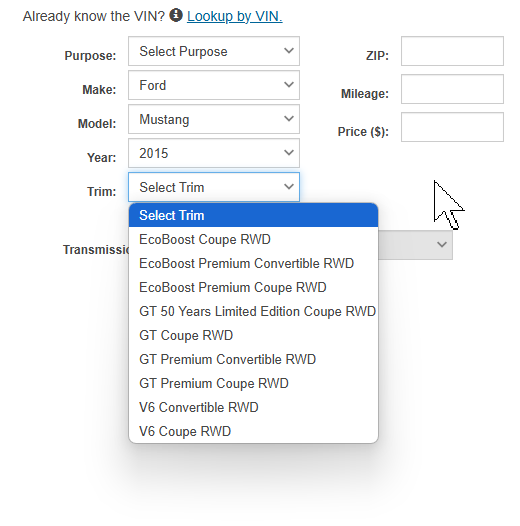 Already know the VIN? Lookup by VIN.
Purpose: Select Purpose
ZIP:
Make: Ford
Mileage:
Model: Mustang
Price ($):
Year: 2015
Trim: Select Trim
Select Trim
EcoBoost Coupe RWD
Transmissio
EcoBoost Premium Convertible RWD
EcoBoost Premium Coupe RWD
GT 50 Years Limited Edition Coupe RWD
GT Coupe RWD
GT Premium Convertible RWD
GT Premium Coupe RWD
V6 Convertible RWD
V6 Coupe RWD